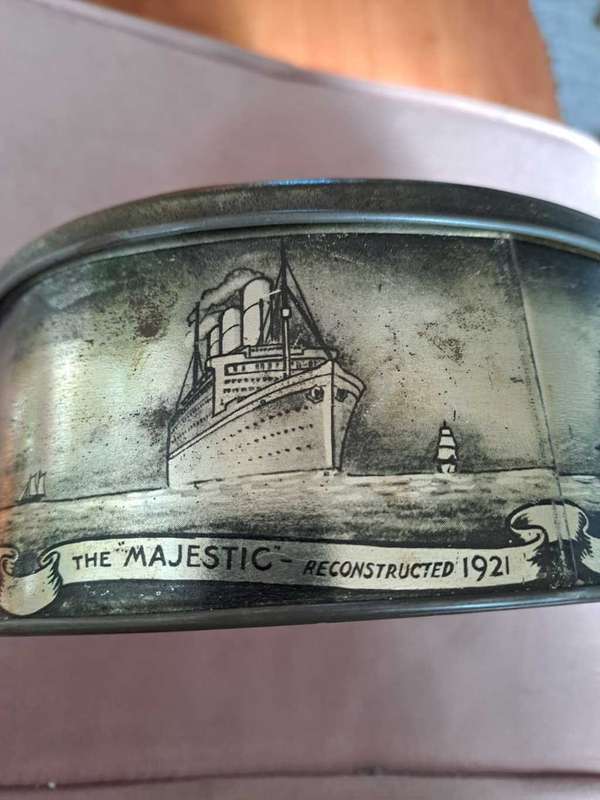 THE "MAJESTIC" - RECONSTRUCTED 1921